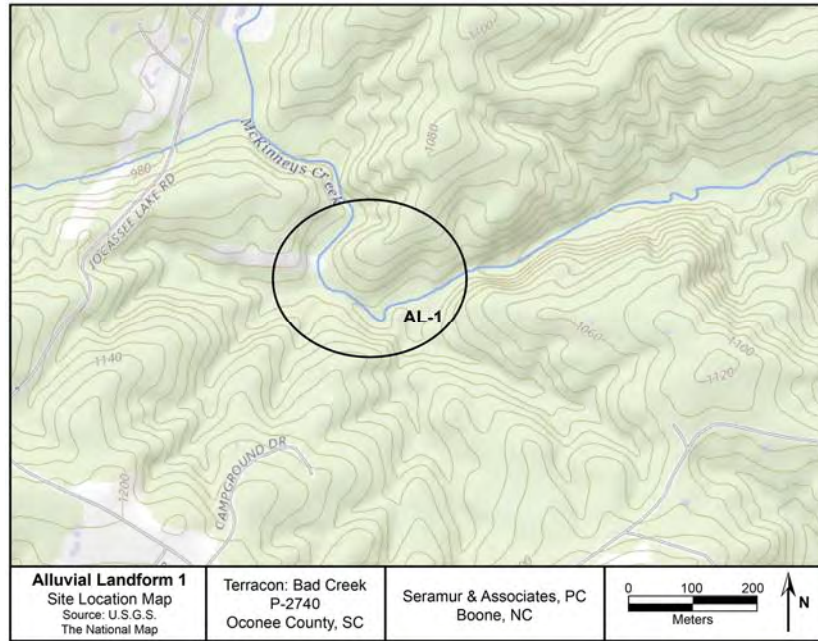 1100
1080
McKinneys Creek
980
JOCASSEE LAKE RD
AL-1
1060
1100
1120
1140
CAMPGROUND DR
1200
Alluvial Landform 1
Site Location Map
Source: U.S.G.S.
The National Map
Terracon: Bad Creek
P-2740
Oconee County, SC
Seramur & Associates, PC
Boone, NC
0 100 200
Meters
N